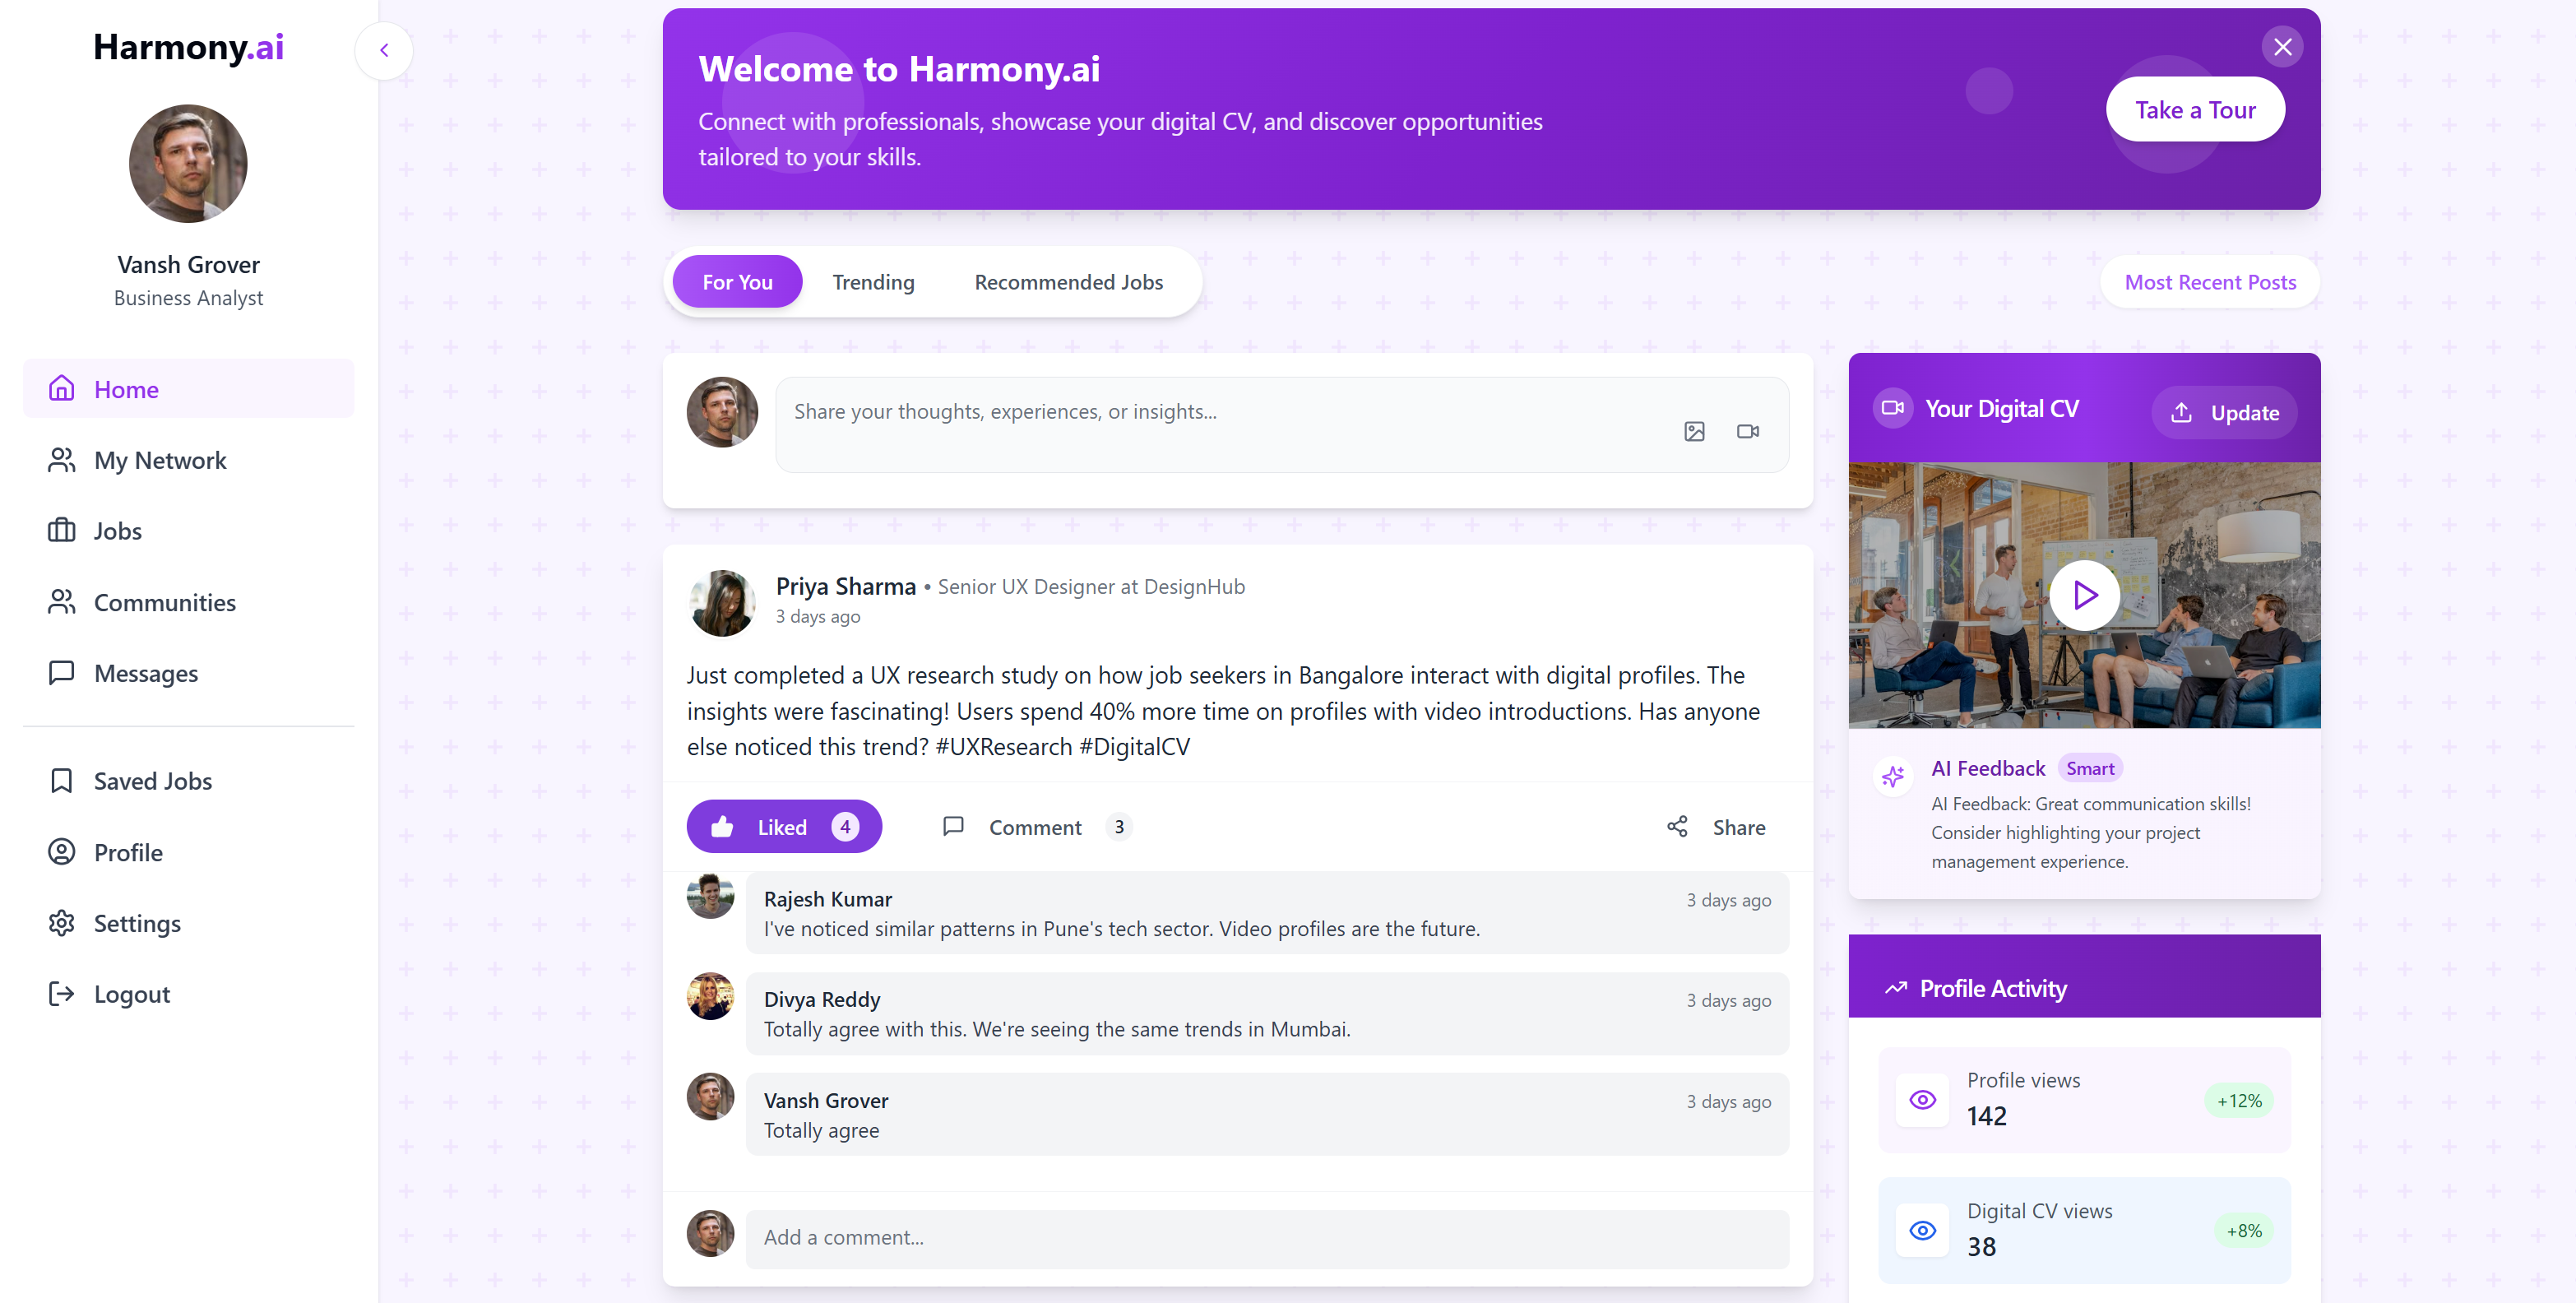 Harmony.ai
Vansh Grover
Business Analyst
Home
My Network
Jobs
Communities
Messages
Saved Jobs
Profile
Settings
Logout
Welcome to Harmony.ai
Connect with professionals, showcase your digital CV, and discover opportunities
tailored to your skills.
Take a Tour
For You
Trending
Recommended Jobs
Most Recent Posts
Share your thoughts, experiences, or insights...
Priya Sharma • Senior UX Designer at DesignHub
3 days ago
Just completed a UX research study on how job seekers in Bangalore interact with digital profiles. The
insights were fascinating! Users spend 40% more time on profiles with video introductions. Has anyone
else noticed this trend? #UXResearch #DigitalCV
Liked 4
Comment 3
Share
Rajesh Kumar
3 days ago
I've noticed similar patterns in Pune's tech sector. Video profiles are the future.
Divya Reddy
3 days ago
Totally agree with this. We're seeing the same trends in Mumbai.
Vansh Grover
3 days ago
Totally agree
Add a comment...
Your Digital CV
Update
AI Feedback Smart
AI Feedback: Great communication skills!
Consider highlighting your project
management experience.
Profile Activity
Profile views
142
+12%
Digital CV views
38
+8%